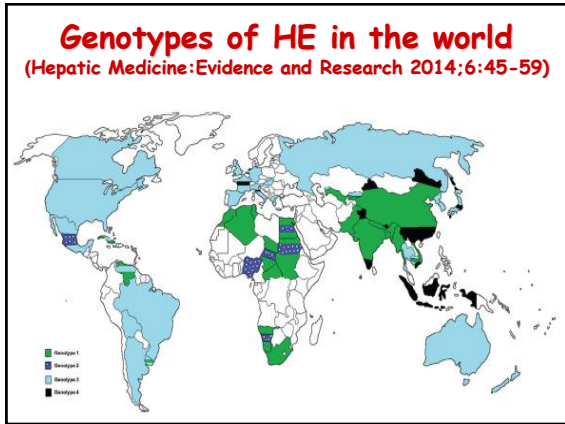 Genotypes of HE in the world
(Hepatic Medicine:Evidence and Research 2014;6:45-59)
Genotype 1
Genotype 2
Genotype 3
Genotype 4